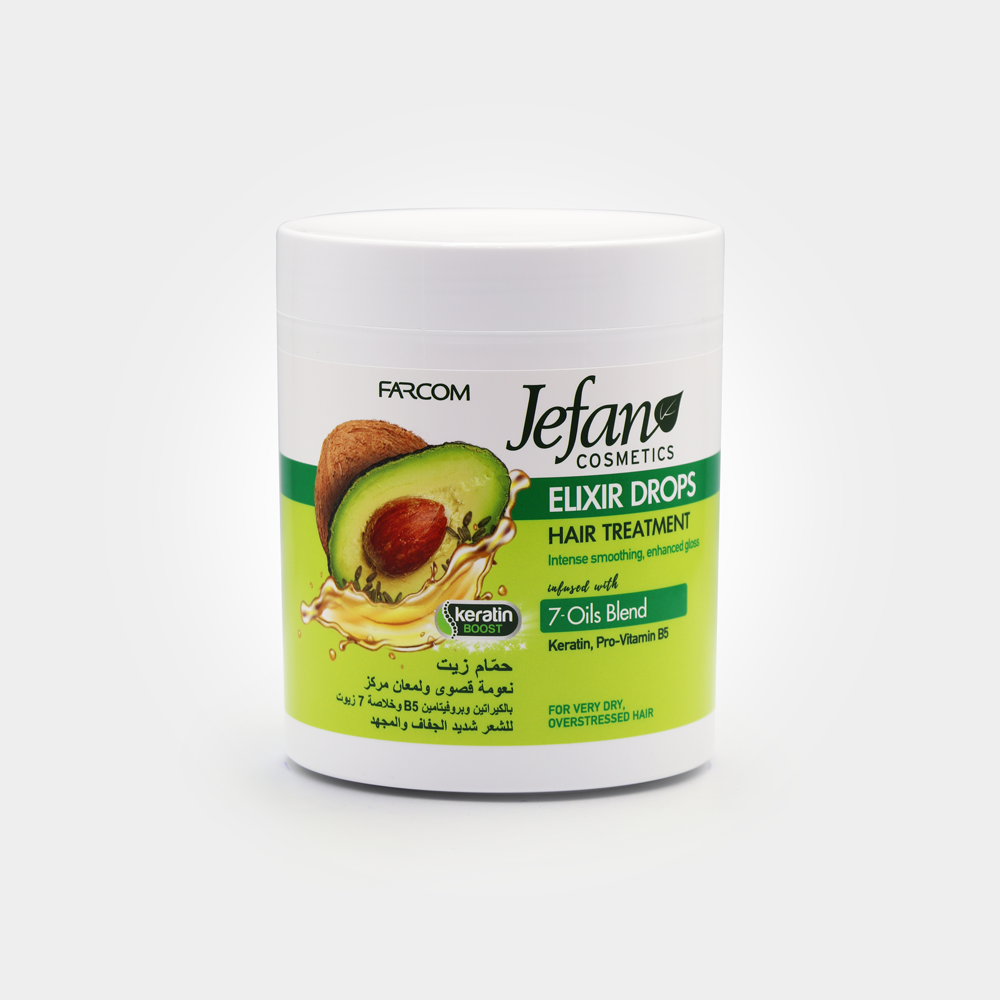 FARCOM
Jefan
COSMETICS
ELIXIR DROPS
HAIR TREATMENT
Intense smoothing, enhanced gloss
infused with
7-Oils Blend
Keratin, Pro-Vitamin B5
keratin
BOOST
حمّام زيت
نعومة قصوى ولمعان مركز
بالكيراتين وبروفيتامين B5 وخلاصة 7 زيوت
للشعر شديد الجفاف والمجهد
FOR VERY DRY,
OVERSTRESSED HAIR